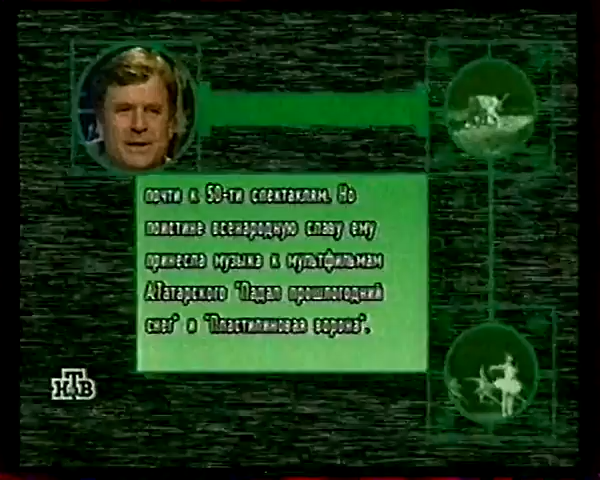 почти к 50-ти спектаклям. Но
поистине всенародную славу ему
принесла музыка к мультфильмам
А.Татарского "Падал прошлогодний
снег" и "Пластилиновая ворона".
НТВ